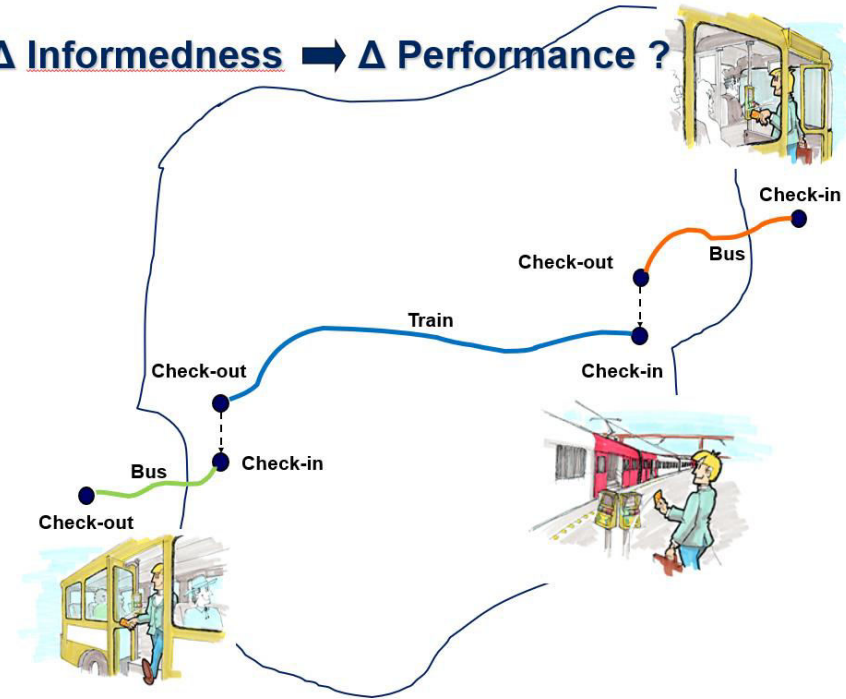 Δ Informedness ➡ Δ Performance ?
Check-in
Bus
Check-out
Train
Check-in
Check-out
Check-in
Bus
Check-out